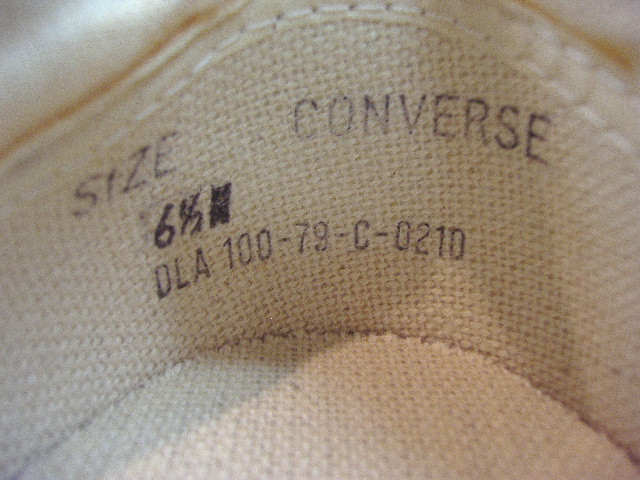 SIZE CONVERSE
6½ N
DLA 100-79-C-0210